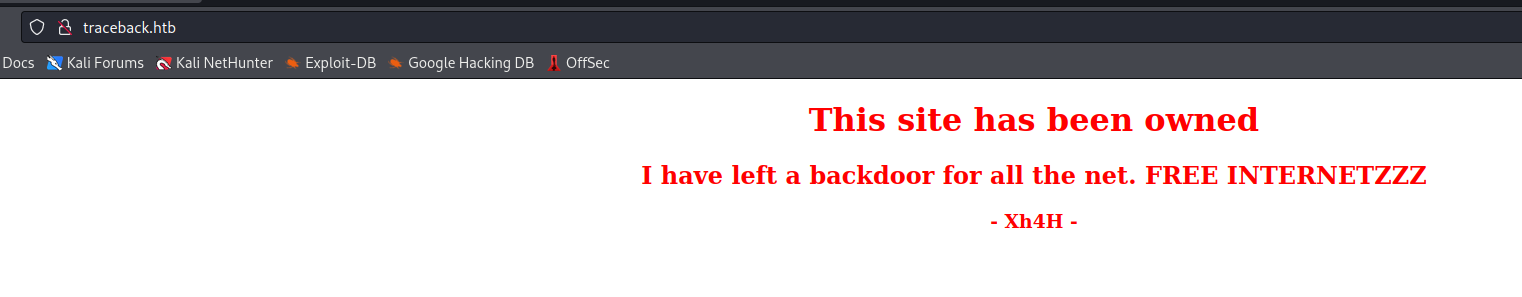 traceback.htb
Docs Kali Forums Kali NetHunter Exploit-DB Google Hacking DB OffSec
This site has been owned
I have left a backdoor for all the net. FREE INTERNETZZZ
- Xh4H -